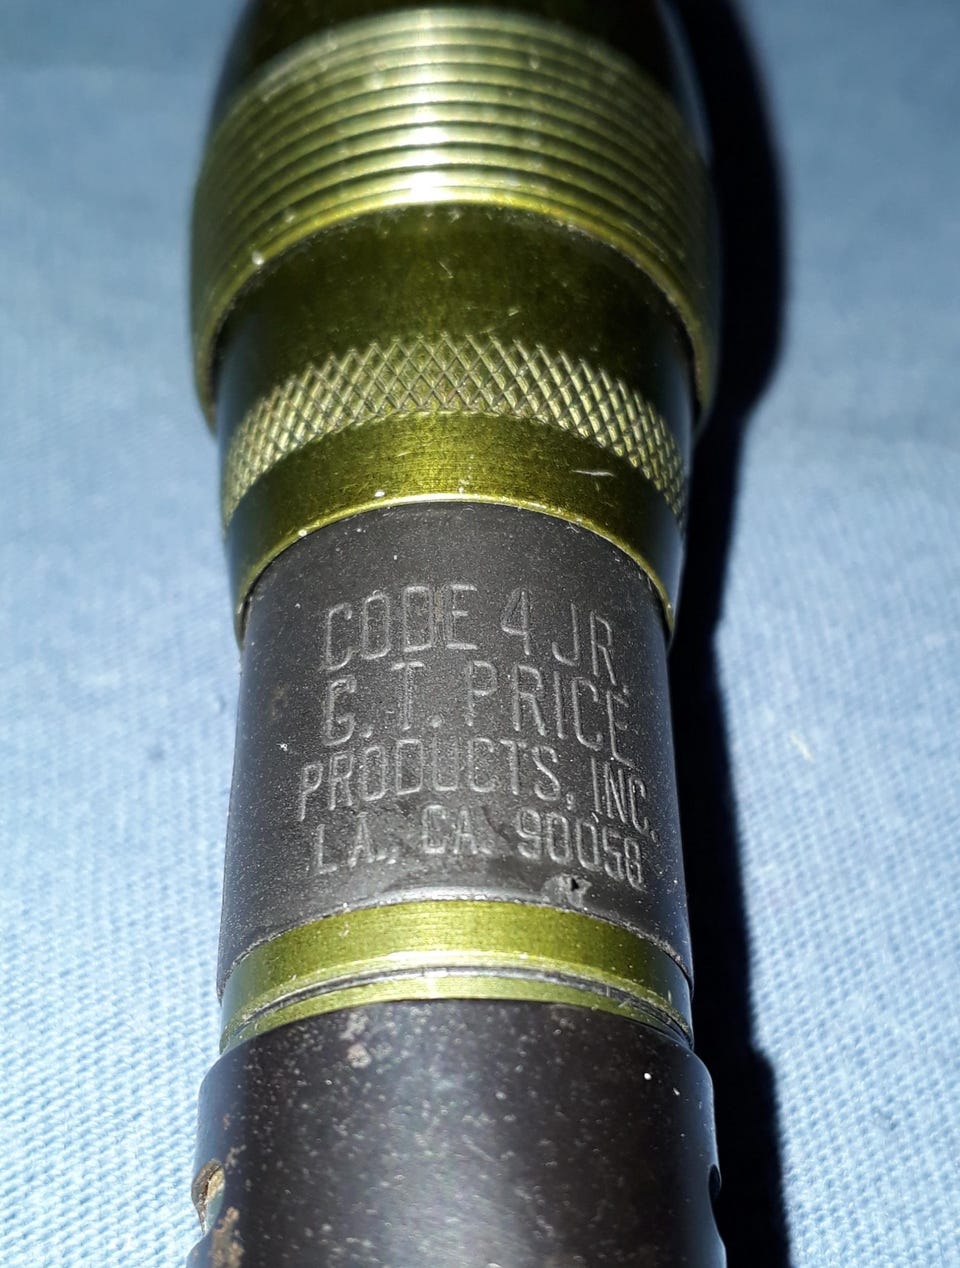 CODE 4 JR.
G. T. PRICE
PRODUCTS, INC.
L A., CA. 90058